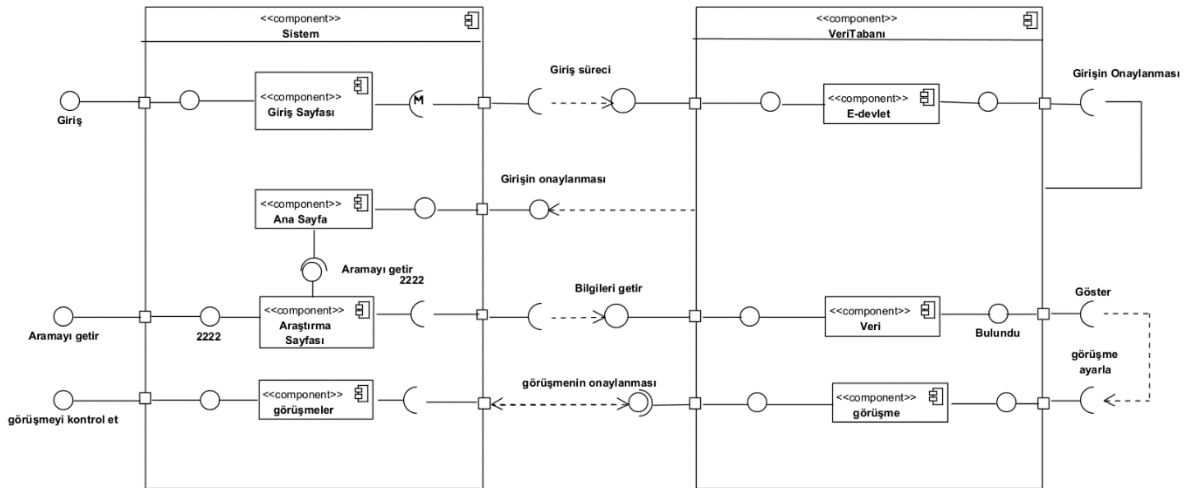 <<component>>
Sistem
<<component>>
VeriTabanı
Giriş
<<component>>
Giriş Sayfası
M
Giriş süreci
<<component>>
E-devlet
Girişin Onaylanması
<<component>>
Ana Sayfa
Girişin onaylanması
Aramayı getir
2222
Aramayı getir
2222
<<component>>
Araştırma
Sayfası
Bilgileri getir
<<component>>
Veri
Bulundu
Göster
görüşmeyi kontrol et
<<component>>
görüşmeler
görüşmenin onaylanması
<<component>>
görüşme
görüşme
ayarla